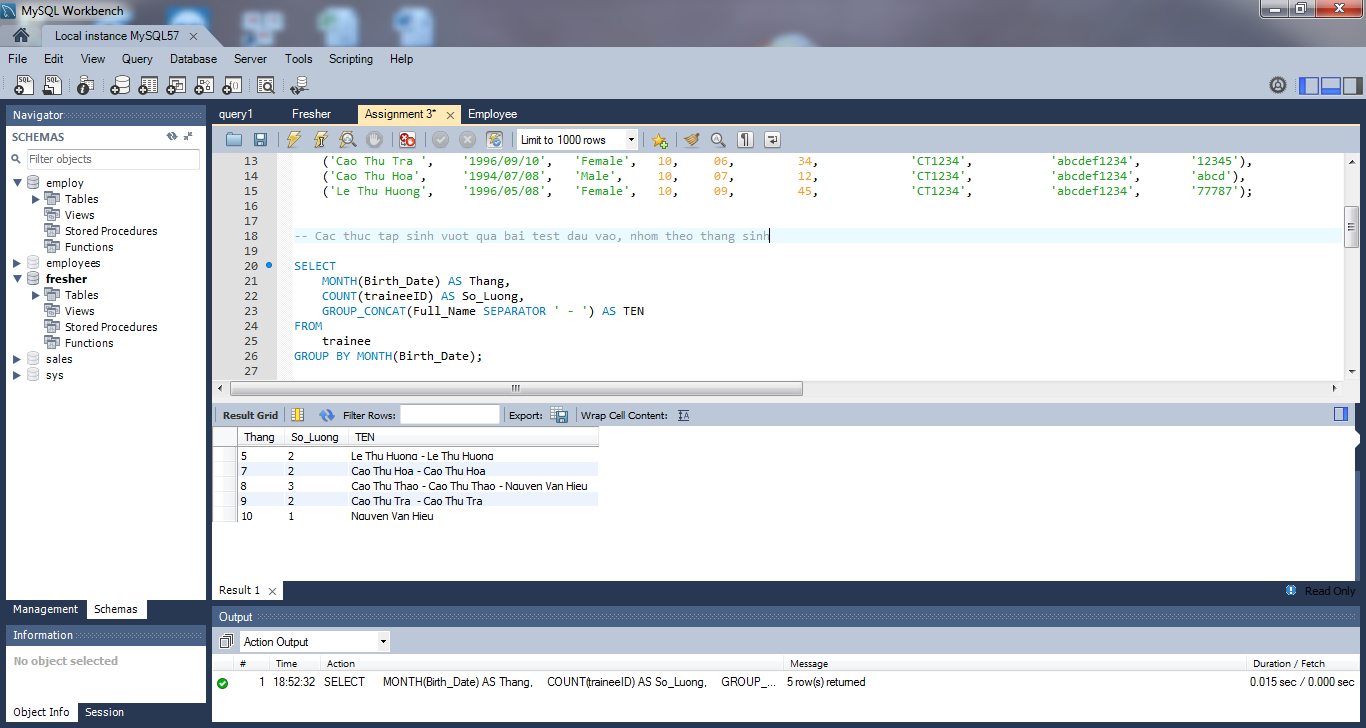 MySQL Workbench
Local instance MySQL57
File Edit View Query Database Server Tools Scripting Help
Navigator
SCHEMAS
Filter objects
employ
Tables
Views
Stored Procedures
Functions
employees
fresher
Tables
Views
Stored Procedures
Functions
sales
sys
Management Schemas
Information
No object selected
Object Info Session
query1 Fresher Assignment 3* Employee
Limit to 1000 rows
13 ('Cao Thu Tra ', '1996/09/10', 'Female', 10, 06, 34, 'CT1234', 'abcdef1234', '12345'),
14 ('Cao Thu Hoa', '1994/07/08', 'Male', 10, 07, 12, 'CT1234', 'abcdef1234', 'abcd'),
15 ('Le Thu Huong', '1996/05/08', 'Female', 10, 09, 45, 'CT1234', 'abcdef1234', '77787');
16
17
18 -- Cac thuc tap sinh vuot qua bai test dau vao, nhom theo thang sinh
19
20 SELECT
21 MONTH(Birth_Date) AS Thang,
22 COUNT(traineeID) AS So_Luong,
23 GROUP_CONCAT(Full_Name SEPARATOR ' - ') AS TEN
24 FROM
25 trainee
26 GROUP BY MONTH(Birth_Date);
27
Result Grid Filter Rows: Export: Wrap Cell Content:
Thang So_Luong TEN
5 2 Le Thu Huong - Le Thu Huong
7 2 Cao Thu Hoa - Cao Thu Hoa
8 3 Cao Thu Thao - Cao Thu Thao - Nguyen Van Hieu
9 2 Cao Thu Tra  - Cao Thu Tra
10 1 Nguyen Van Hieu
Result 1 Read Only
Output
Action Output
# Time Action Message Duration / Fetch
1 18:52:32 SELECT MONTH(Birth_Date) AS Thang, COUNT(traineeID) AS So_Luong, GROUP_... 5 row(s) returned 0.015 sec / 0.000 sec